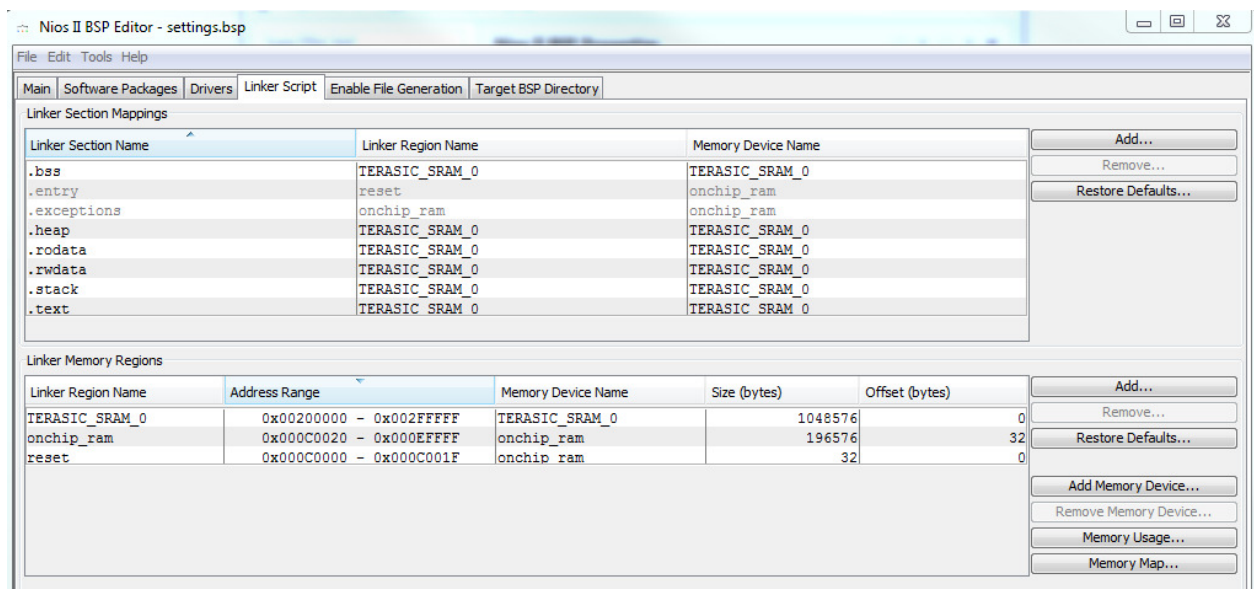 Nios II BSP Editor - settings.bsp
File Edit Tools Help
Main Software Packages Drivers Linker Script Enable File Generation Target BSP Directory
Linker Section Mappings
Linker Section Name Linker Region Name Memory Device Name
.bss TERASIC_SRAM_0 TERASIC_SRAM_0
.entry reset onchip_ram
.exceptions onchip_ram onchip_ram
.heap TERASIC_SRAM_0 TERASIC_SRAM_0
.rodata TERASIC_SRAM_0 TERASIC_SRAM_0
.rwdata TERASIC_SRAM_0 TERASIC_SRAM_0
.stack TERASIC_SRAM_0 TERASIC_SRAM_0
.text TERASIC_SRAM_0 TERASIC_SRAM_0
Add...
Remove...
Restore Defaults...
Linker Memory Regions
Linker Region Name Address Range Memory Device Name Size (bytes) Offset (bytes)
TERASIC_SRAM_0 0x00200000 - 0x002FFFFF TERASIC_SRAM_0 1048576 0
onchip_ram 0x000C0020 - 0x000EFFFF onchip_ram 196576 32
reset 0x000C0000 - 0x000C001F onchip_ram 32 0
Add...
Remove...
Restore Defaults...
Add Memory Device...
Remove Memory Device...
Memory Usage...
Memory Map...